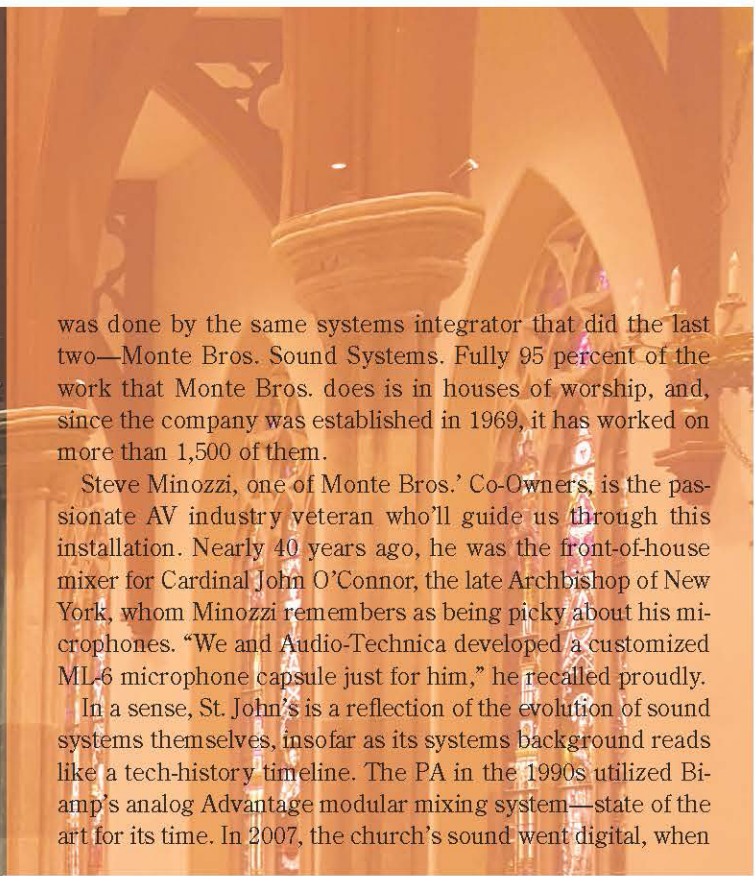 was done by the same systems integrator that did the last
two—Monte Bros. Sound Systems. Fully 95 percent of the
work that Monte Bros. does is in houses of worship, and,
since the company was established in 1969, it has worked on
more than 1,500 of them.
Steve Minozzi, one of Monte Bros.’ Co-Owners, is the pas-
sionate AV industry veteran who’ll guide us through this
installation. Nearly 40 years ago, he was the front-of-house
mixer for Cardinal John O’Connor, the late Archbishop of New
York, whom Minozzi remembers as being picky about his mi-
crophones. “We and Audio-Technica developed a customized
ML-6 microphone capsule just for him,” he recalled proudly.
In a sense, St. John’s is a reflection of the evolution of sound
systems themselves, insofar as its systems background reads
like a tech-history timeline. The PA in the 1990s utilized Bi-
amp’s analog Advantage modular mixing system—state of the
art for its time. In 2007, the church’s sound went digital, when